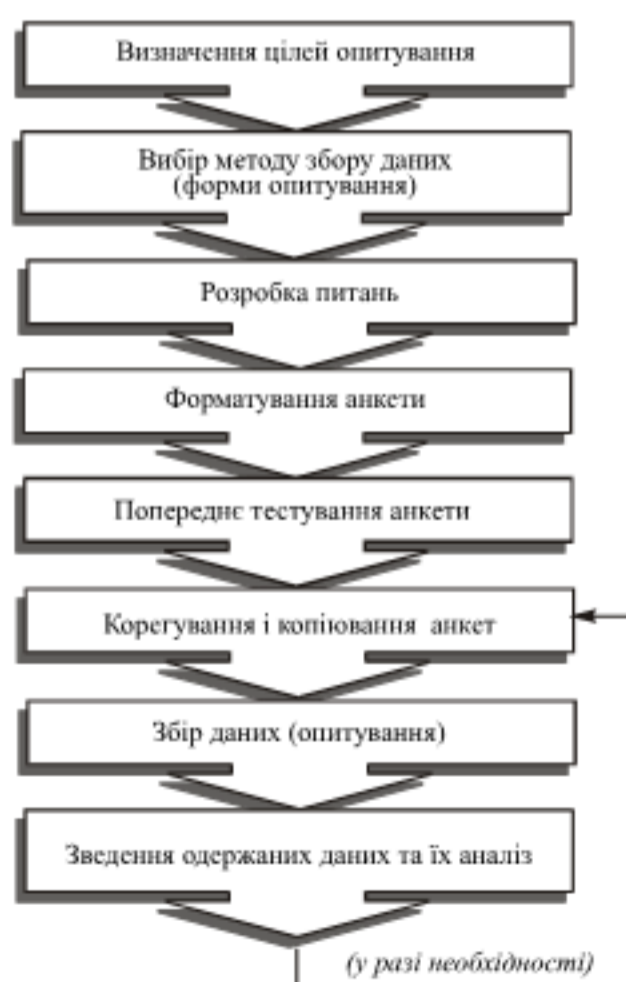 Визначення цілей опитування
Вибір методу збору даних
(форми опитування)
Розробка питань
Форматування анкети
Попереднє тестування анкети
Корегування і копіювання анкет
Збір даних (опитування)
Зведення одержаних даних та їх аналіз
(у разі необхідності)